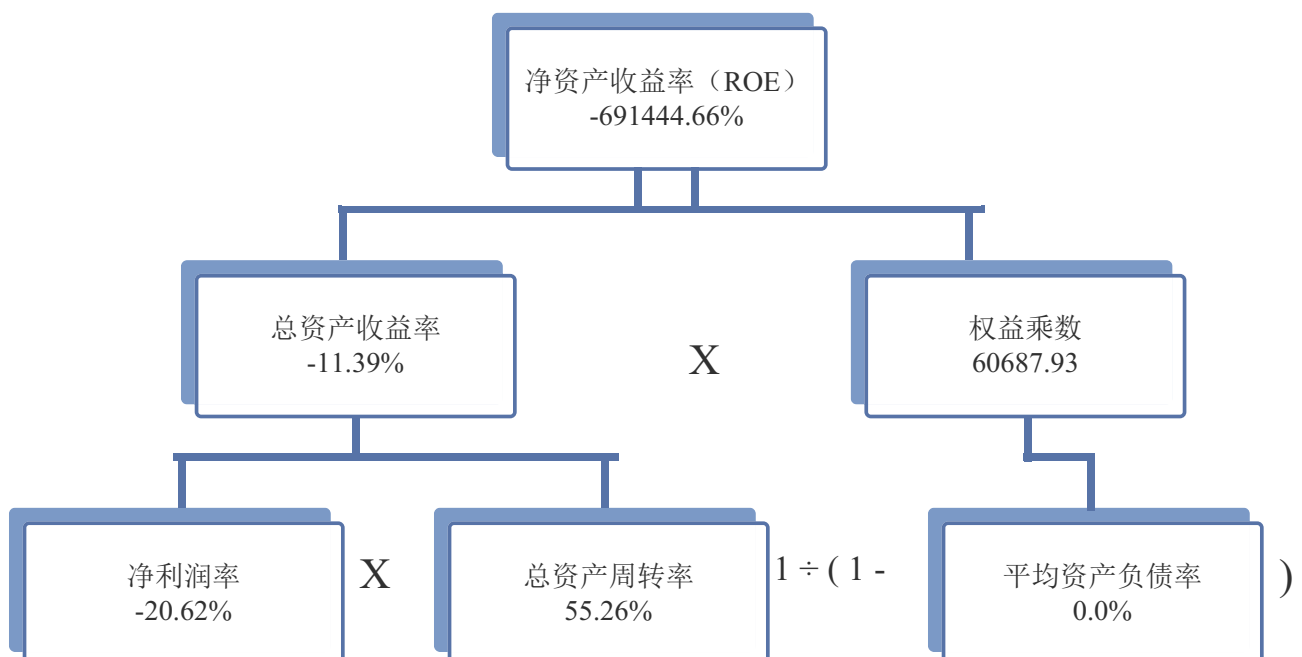 净资产收益率（ROE）
-691444.66%
总资产收益率
-11.39%
X
权益乘数
60687.93
净利润率
-20.62%
X
总资产周转率
55.26%
1 ÷ ( 1 -
平均资产负债率
0.0%
)